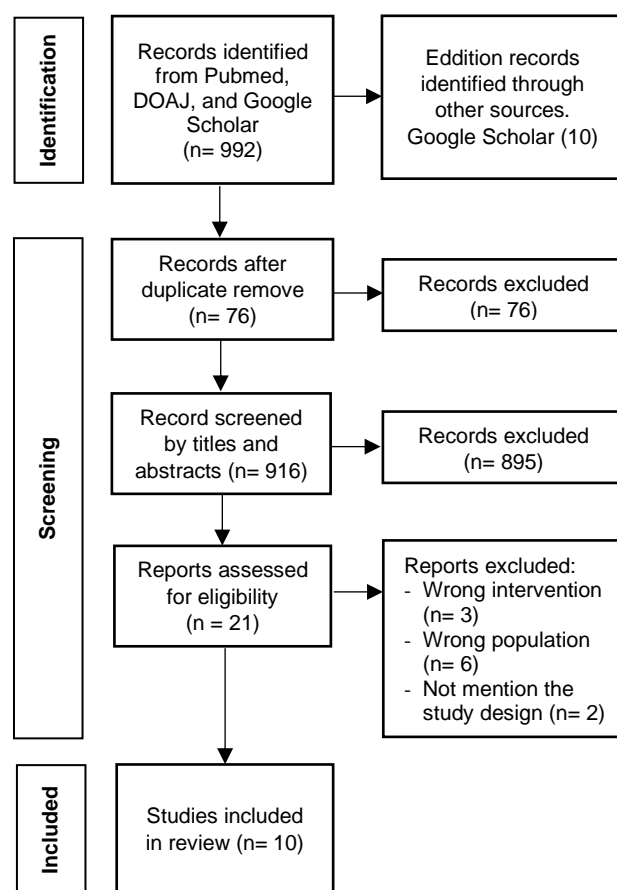 Identification
Records identified
from Pubmed,
DOAJ, and Google
Scholar
(n= 992)
Eddition records
identified through
other sources.
Google Scholar (10)
Screening
Records after
duplicate remove
(n= 76)
Records excluded
(n= 76)
Record screened
by titles and
abstracts (n= 916)
Records excluded
(n= 895)
Reports assessed
for eligibility
(n = 21)
Reports excluded:
- Wrong intervention
(n= 3)
- Wrong population
(n= 6)
- Not mention the
study design (n= 2)
Included
Studies included
in review (n= 10)